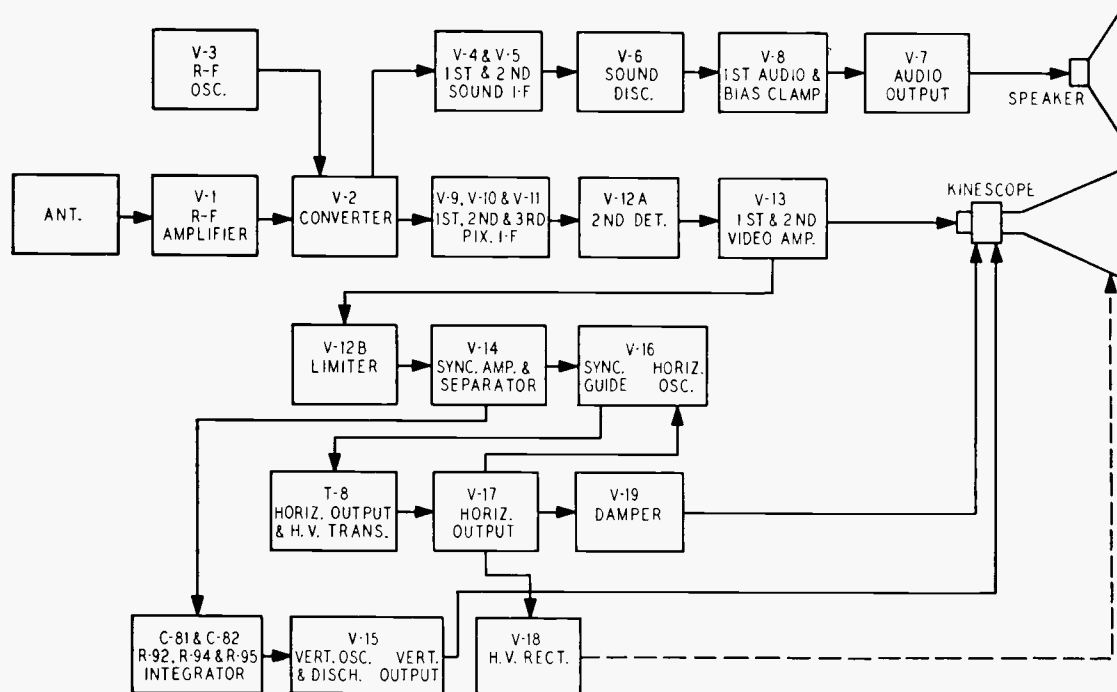 V-3
R-F
OSC.
V-4 & V-5
1ST & 2ND
SOUND I-F
V-6
SOUND
DISC.
V-8
1ST AUDIO &
BIAS CLAMP
V-7
AUDIO
OUTPUT
SPEAKER
ANT.
V-1
R-F
AMPLIFIER
V-2
CONVERTER
V-9, V-10 & V-11
1ST, 2ND & 3RD
PIX. I-F
V-12A
2ND DET.
V-13
1ST & 2ND
VIDEO AMP.
KINESCOPE
V-12B
LIMITER
V-14
SYNC. AMP. &
SEPARATOR
V-16
SYNC. HORIZ.
GUIDE OSC.
T-8
HORIZ. OUTPUT
& H.V. TRANS.
V-17
HORIZ.
OUTPUT
V-19
DAMPER
C-81 & C-82
R-92, R-94 & R-95
INTEGRATOR
V-15
VERT. OSC. VERT.
& DISCH. OUTPUT
V-18
H.V. RECT.